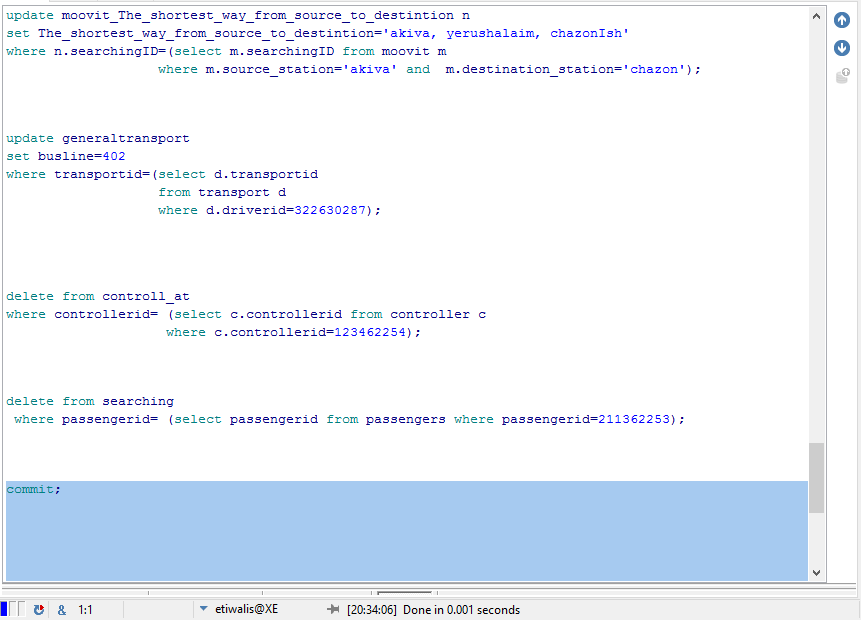 update moovit_The_shortest_way_from_source_to_destintion n
set The_shortest_way_from_source_to_destintion='akiva, yerushalaim, chazonIsh'
where n.searchingID=(select m.searchingID from moovit m
where m.source_station='akiva' and  m.destination_station='chazon');
update generaltransport
set busline=402
where transportid=(select d.transportid
from transport d
where d.driverid=322630287);
delete from controll_at
where controllerid= (select c.controllerid from controller c
where c.controllerid=123462254);
delete from searching
where passengerid= (select passengerid from passengers where passengerid=211362253);
commit;
& 1:1 etiwalis@XE [20:34:06] Done in 0.001 seconds